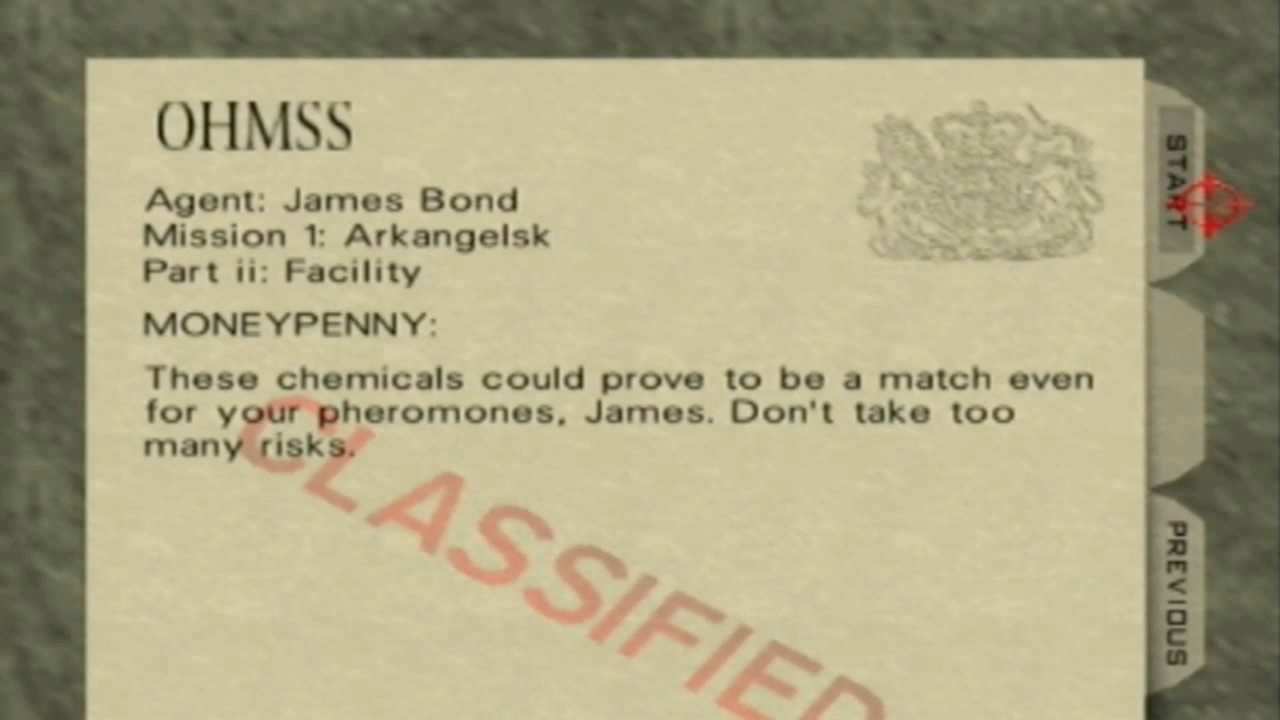 OHMSS
Agent: James Bond
Mission 1: Arkangelsk
Part ii: Facility
MONEYPENNY:
These chemicals could prove to be a match even
for your pheromones, James. Don't take too
many risks.
CLASSIFIED
START
PREVIOUS